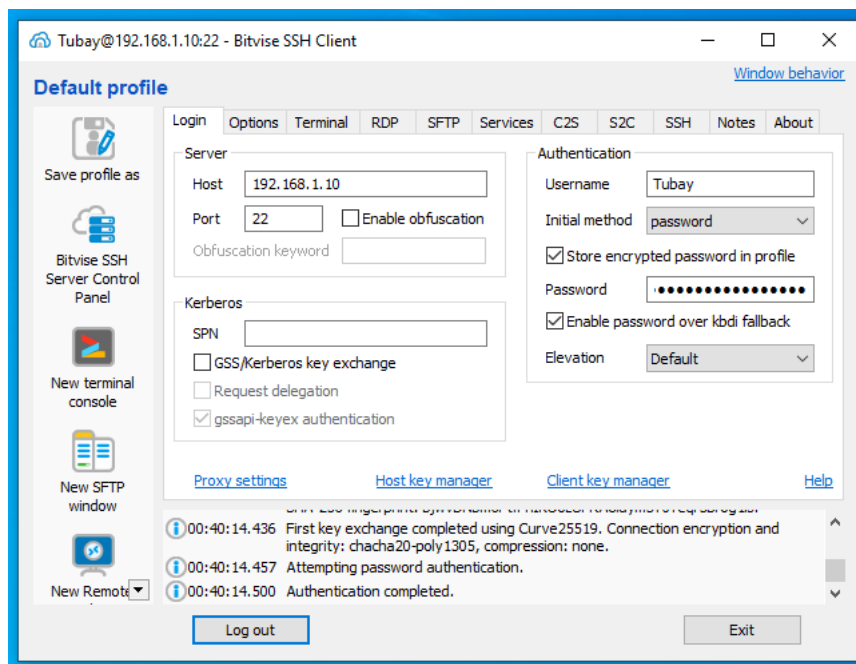 Tubay@192.168.1.10:22 - Bitvise SSH Client
Default profile
Window behavior
Save profile as
Bitvise SSH
Server Control
Panel
New terminal
console
New SFTP
window
New Remote
Login Options Terminal RDP SFTP Services C2S S2C SSH Notes About
Server
Host 192.168.1.10
Port 22 Enable obfuscation
Obfuscation keyword
Kerberos
SPN
GSS/Kerberos key exchange
Request delegation
gssapi-keyex authentication
Authentication
Username Tubay
Initial method password
Store encrypted password in profile
Password
Enable password over kbdi fallback
Elevation Default
Proxy settings Host key manager Client key manager Help
00:40:14.436 First key exchange completed using Curve25519. Connection encryption and
integrity: chacha20-poly1305, compression: none.
00:40:14.457 Attempting password authentication.
00:40:14.500 Authentication completed.
Log out Exit